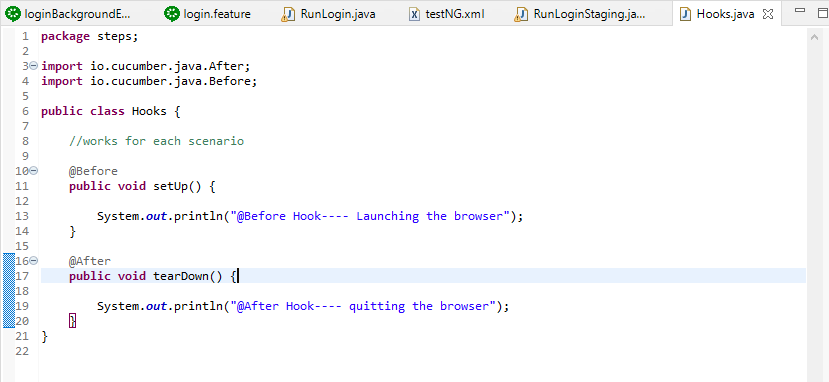 loginBackgroundE...
login.feature
RunLogin.java
testNG.xml
RunLoginStaging.ja...
Hooks.java
1 package steps;
2
3 import io.cucumber.java.After;
4 import io.cucumber.java.Before;
5
6 public class Hooks {
7
8 //works for each scenario
9
10 @Before
11 public void setUp() {
12
13 System.out.println("@Before Hook---- Launching the browser");
14 }
15
16 @After
17 public void tearDown() {
18
19 System.out.println("@After Hook---- quitting the browser");
20 }
21 }
22